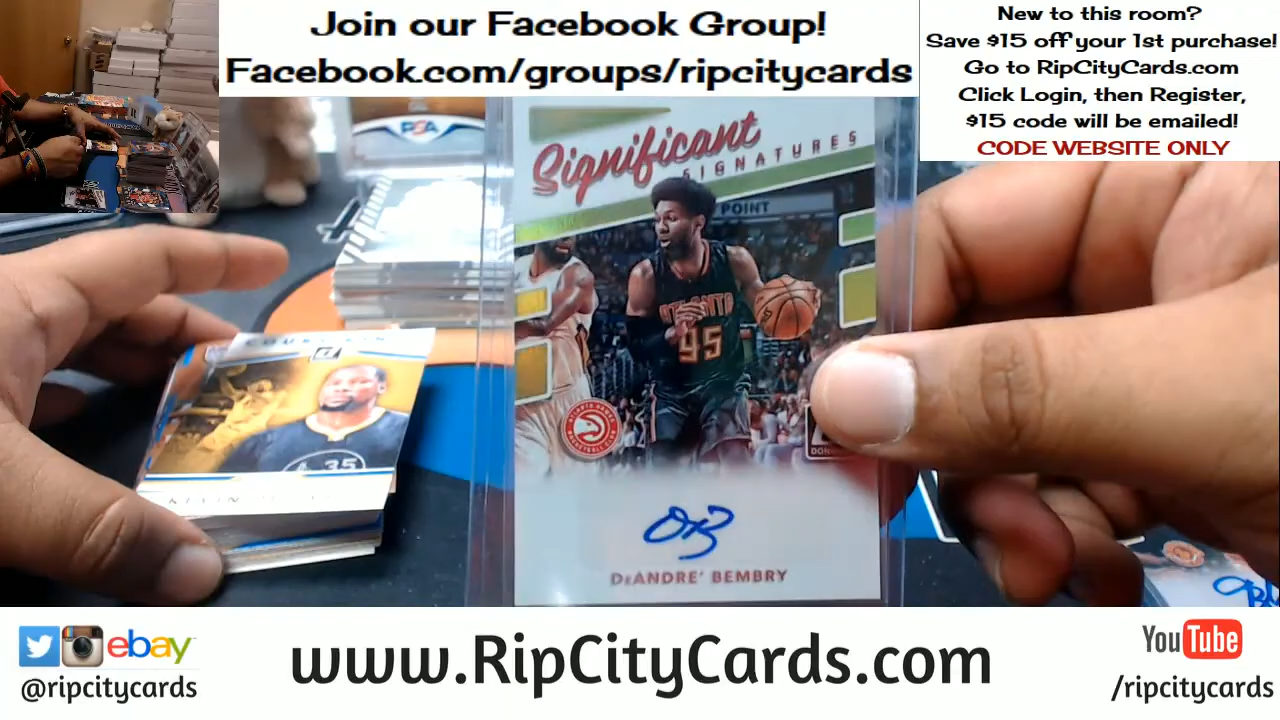 Join our Facebook Group!
Facebook.com/groups/ripcitycards
New to this room?
Save $15 off your 1st purchase!
Go to RipCityCards.com
Click Login, then Register,
$15 code will be emailed!
CODE WEBSITE ONLY
PSA
Significant
SIGNATURES
POINT
ATLANTA
95
35
DeANDRE' BEMBRY
ebay
@ripcitycards
www.RipCityCards.com
YouTube
/ripcitycards